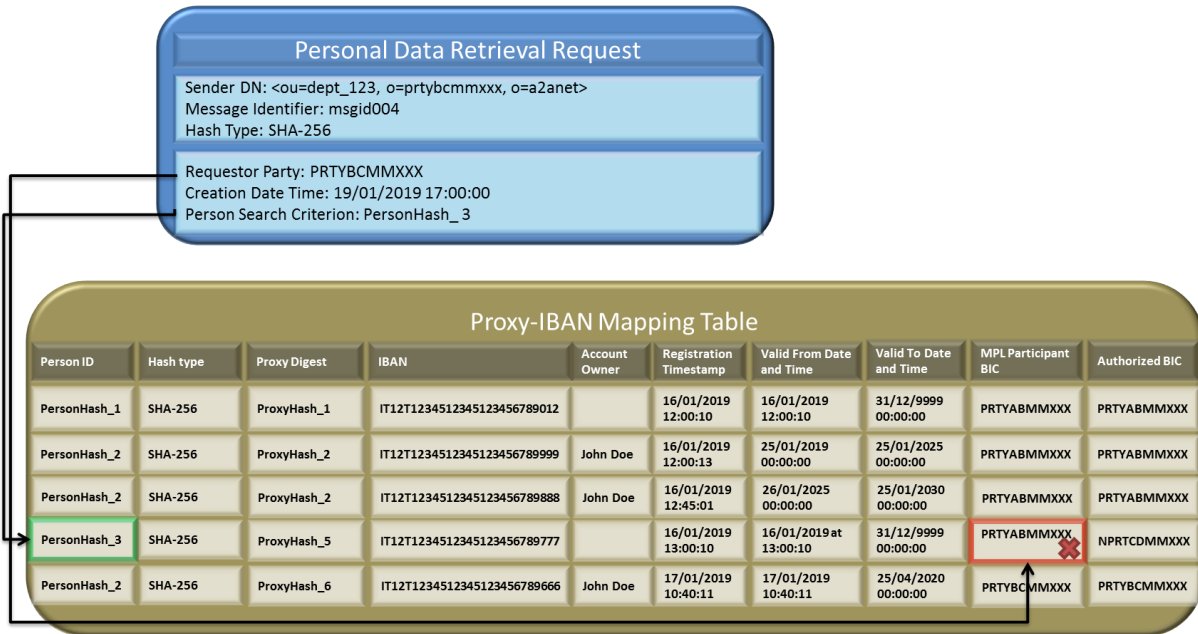 Personal Data Retrieval Request
Sender DN: <ou=dept_123, o=prtybcmmxxx, o=a2anet>
Message Identifier: msgid004
Hash Type: SHA-256
Requestor Party: PRTYBCMMXXX
Creation Date Time: 19/01/2019 17:00:00
Person Search Criterion: PersonHash_ 3
Proxy-IBAN Mapping Table
Person ID Hash type Proxy Digest IBAN Account Owner Registration Timestamp Valid From Date and Time Valid To Date and Time MPL Participant BIC Authorized BIC
PersonHash_1 SHA-256 ProxyHash_1 IT12T1234512345123456789012 16/01/2019 12:00:10 16/01/2019 12:00:10 31/12/9999 00:00:00 PRTYABMMXXX PRTYABMMXXX
PersonHash_2 SHA-256 ProxyHash_2 IT12T1234512345123456789999 John Doe 16/01/2019 12:00:13 25/01/2019 00:00:00 25/01/2025 00:00:00 PRTYABMMXXX PRTYABMMXXX
PersonHash_2 SHA-256 ProxyHash_2 IT12T1234512345123456789888 John Doe 16/01/2019 12:45:01 26/01/2025 00:00:00 25/01/2030 00:00:00 PRTYABMMXXX PRTYABMMXXX
PersonHash_3 SHA-256 ProxyHash_5 IT12T1234512345123456789777 16/01/2019 13:00:10 16/01/2019 at 13:00:10 31/12/9999 00:00:00 PRTYABMMXXX NPRTCDMMXXX
PersonHash_2 SHA-256 ProxyHash_6 IT12T1234512345123456789666 John Doe 17/01/2019 10:40:11 17/01/2019 10:40:11 25/04/2020 00:00:00 PRTYBCMMXXX PRTYBCMMXXX